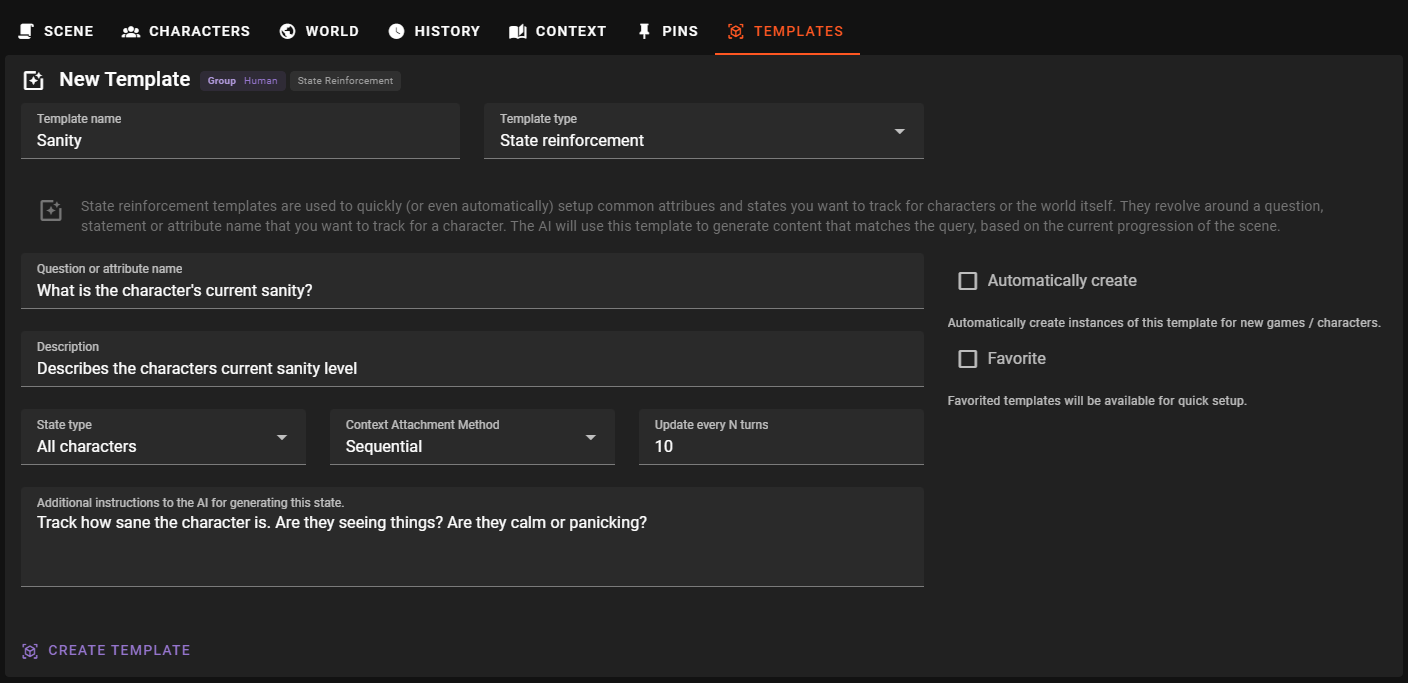 SCENE CHARACTERS WORLD HISTORY CONTEXT PINS TEMPLATES
New Template Group Human State Reinforcement
Template name
Sanity
Template type
State reinforcement
State reinforcement templates are used to quickly (or even automatically) setup common attribues and states you want to track for characters or the world itself. They revolve around a question,
statement or attribute name that you want to track for a character. The AI will use this template to generate content that matches the query, based on the current progression of the scene.
Question or attribute name
What is the character's current sanity?
Automatically create
Automatically create instances of this template for new games / characters.
Description
Describes the characters current sanity level
Favorite
Favorited templates will be available for quick setup.
State type
All characters
Context Attachment Method
Sequential
Update every N turns
10
Additional instructions to the AI for generating this state.
Track how sane the character is. Are they seeing things? Are they calm or panicking?
CREATE TEMPLATE